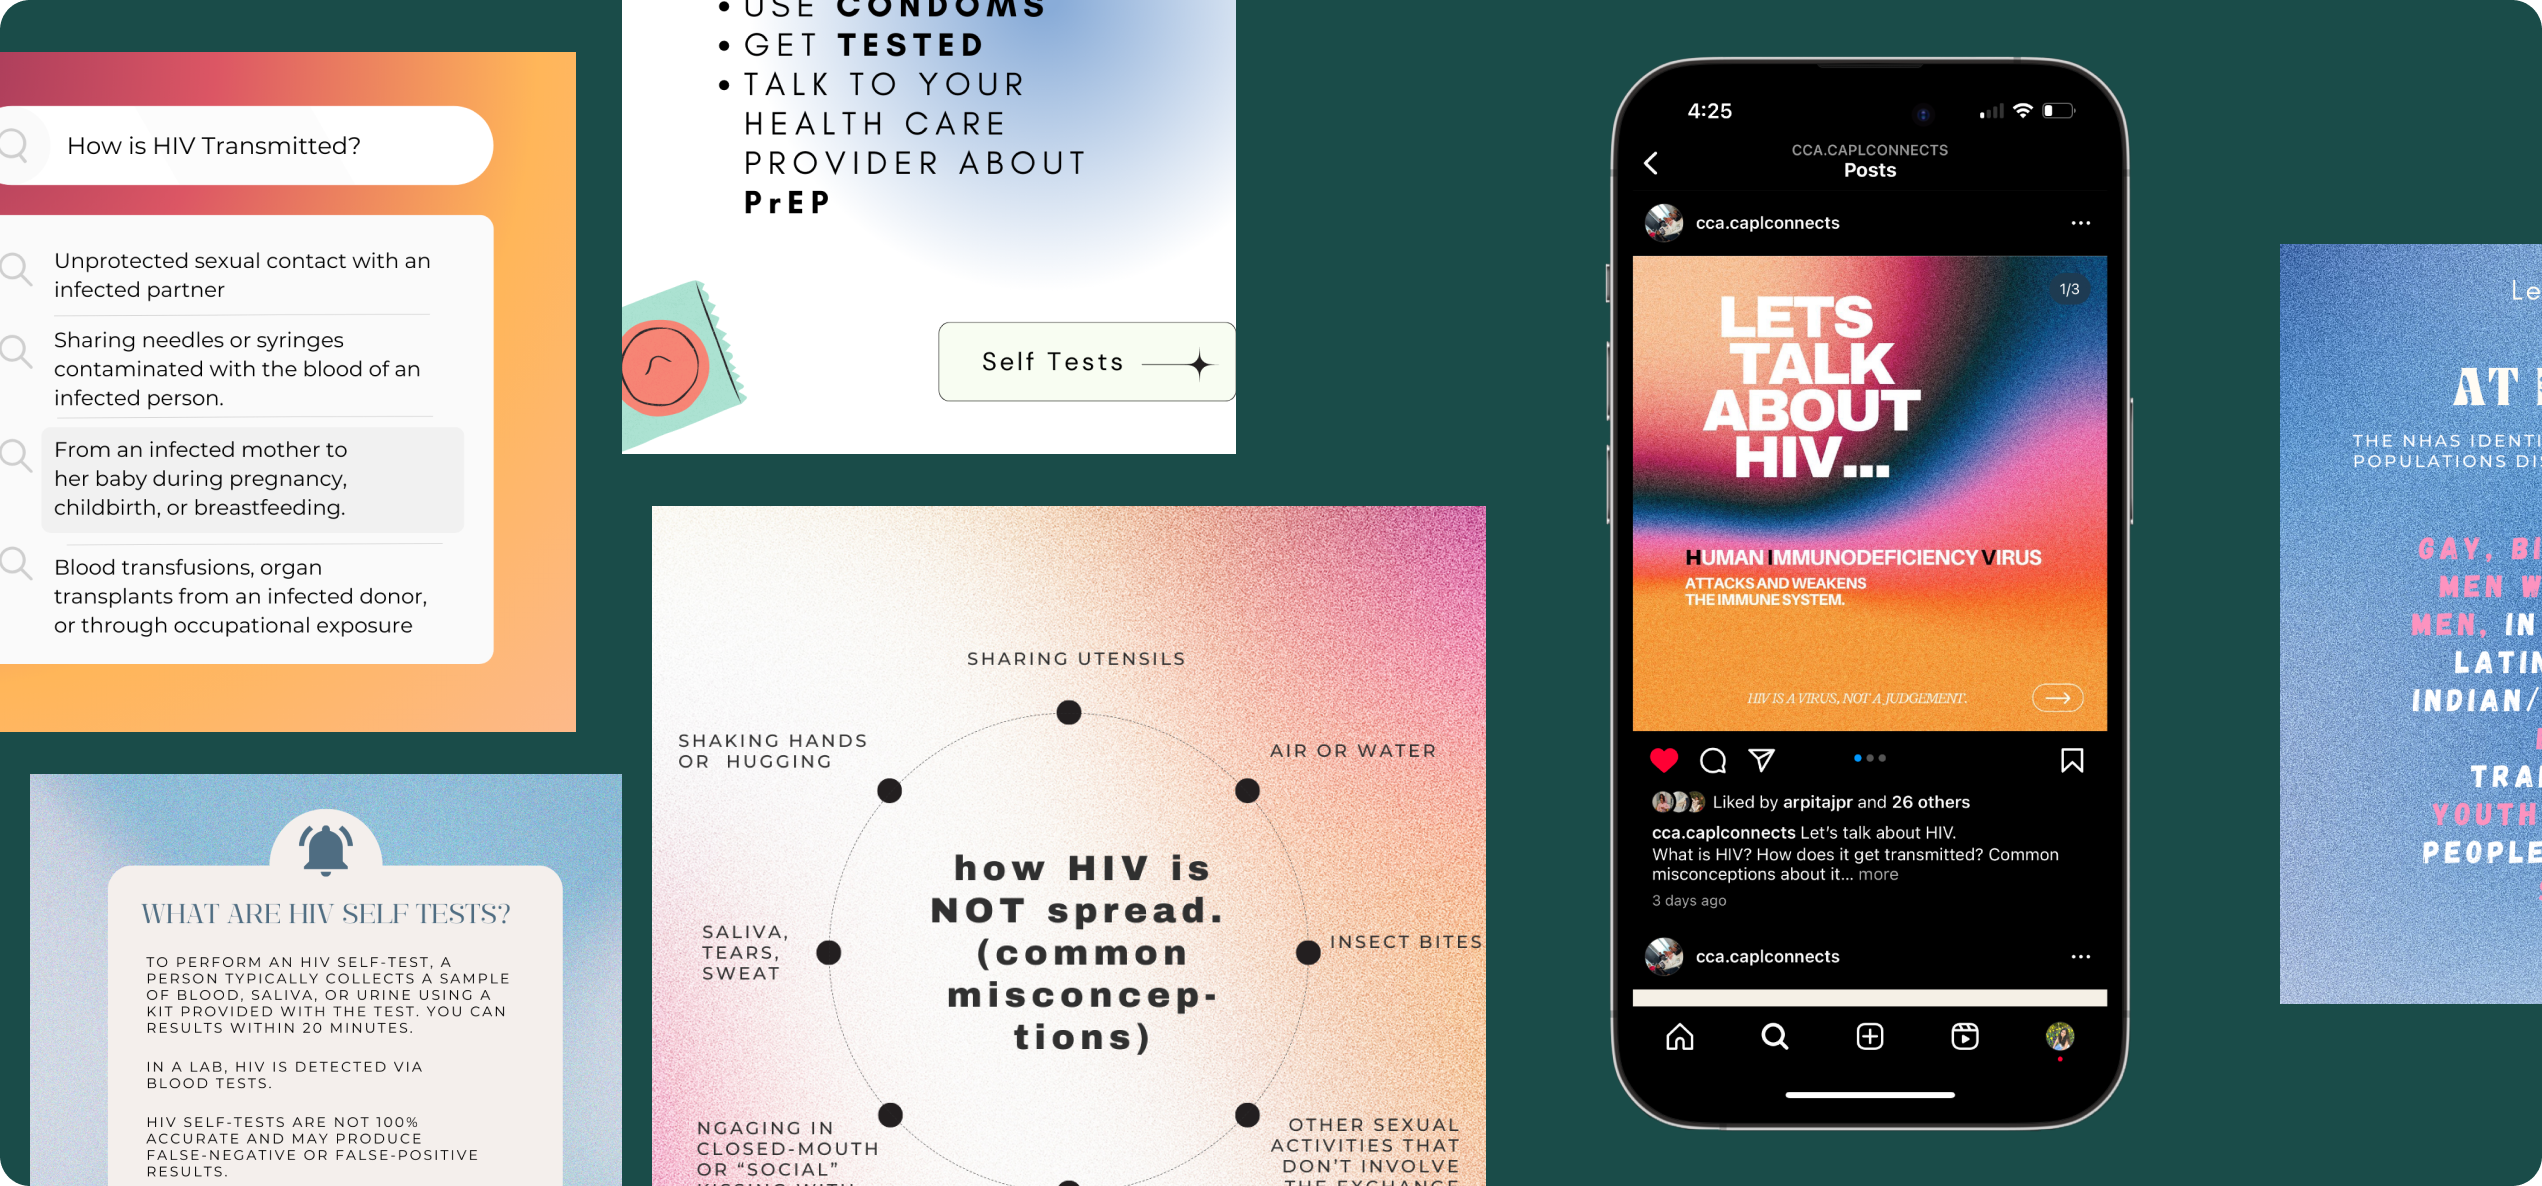 How is HIV Transmitted?
Unprotected sexual contact with an
infected partner
Sharing needles or syringes
contaminated with the blood of an
infected person.
From an infected mother to
her baby during pregnancy,
childbirth, or breastfeeding.
Blood transfusions, organ
transplants from an infected donor,
or through occupational exposure
WHAT ARE HIV SELF TESTS?
TO PERFORM AN HIV SELF-TEST, A
PERSON TYPICALLY COLLECTS A SAMPLE
OF BLOOD, SALIVA, OR URINE USING A
KIT PROVIDED WITH THE TEST. YOU CAN
RESULTS WITHIN 20 MINUTES.
IN A LAB, HIV IS DETECTED VIA
BLOOD TESTS.
HIV SELF-TESTS ARE NOT 100%
ACCURATE AND MAY PRODUCE
FALSE-NEGATIVE OR FALSE-POSITIVE
RESULTS.
• USE CONDOMS
• GET TESTED
• TALK TO YOUR
HEALTH CARE
PROVIDER ABOUT
PrEP
Self Tests
SHARING UTENSILS
SHAKING HANDS
OR HUGGING
AIR OR WATER
how HIV is
NOT spread.
(common
misconcep-
tions)
SALIVA,
TEARS,
SWEAT
INSECT BITES
NGAGING IN
CLOSED-MOUTH
OR “SOCIAL”
KISSING WITH
OTHER SEXUAL
ACTIVITIES THAT
DON'T INVOLVE
THE EXCHANGE
4:25
CCA.CAPLCONNECTS
Posts
cca.caplconnects
1/3
LETS
TALK
ABOUT
HIV...
HUMAN IMMUNODEFICIENCY VIRUS
ATTACKS AND WEAKENS
THE IMMUNE SYSTEM.
HIV IS A VIRUS, NOT A JUDGEMENT.
Liked by arpitajpr and 26 others
cca.caplconnects Let's talk about HIV.
What is HIV? How does it get transmitted? Common
misconceptions about it... more
3 days ago
cca.caplconnects
Le
AT
THE NHAS IDENTI
POPULATIONS DI
GAY, BI
MEN W
MEN, IN
LATIN
INDIAN/
TRA
YOUTH
PEOPLE